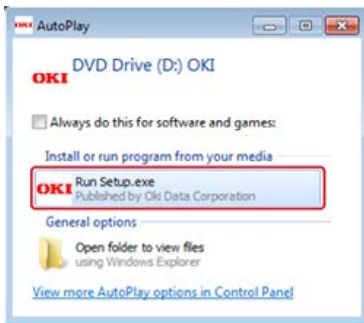 AutoPlay
DVD Drive (D:) OKI
OKI
Always do this for software and games:
Install or run program from your media
OKI
Run Setup.exe
Published by Oki Data Corporation
General options
Open folder to view files
using Windows Explorer
View more AutoPlay options in Control Panel